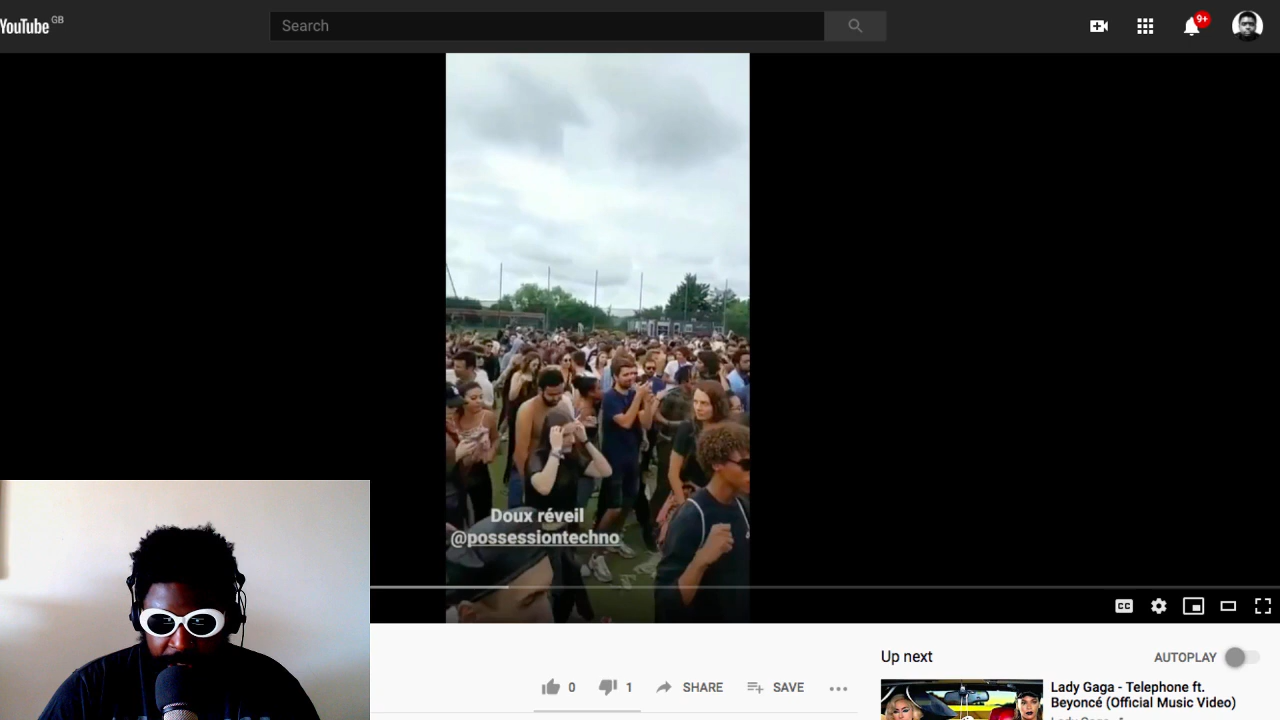 YouTube GB
Search
9+
Doux réveil
@possessiontechno
CC
Up next
AUTOPLAY
0
1
SHARE
SAVE
Lady Gaga - Telephone ft.
Beyoncé (Official Music Video)